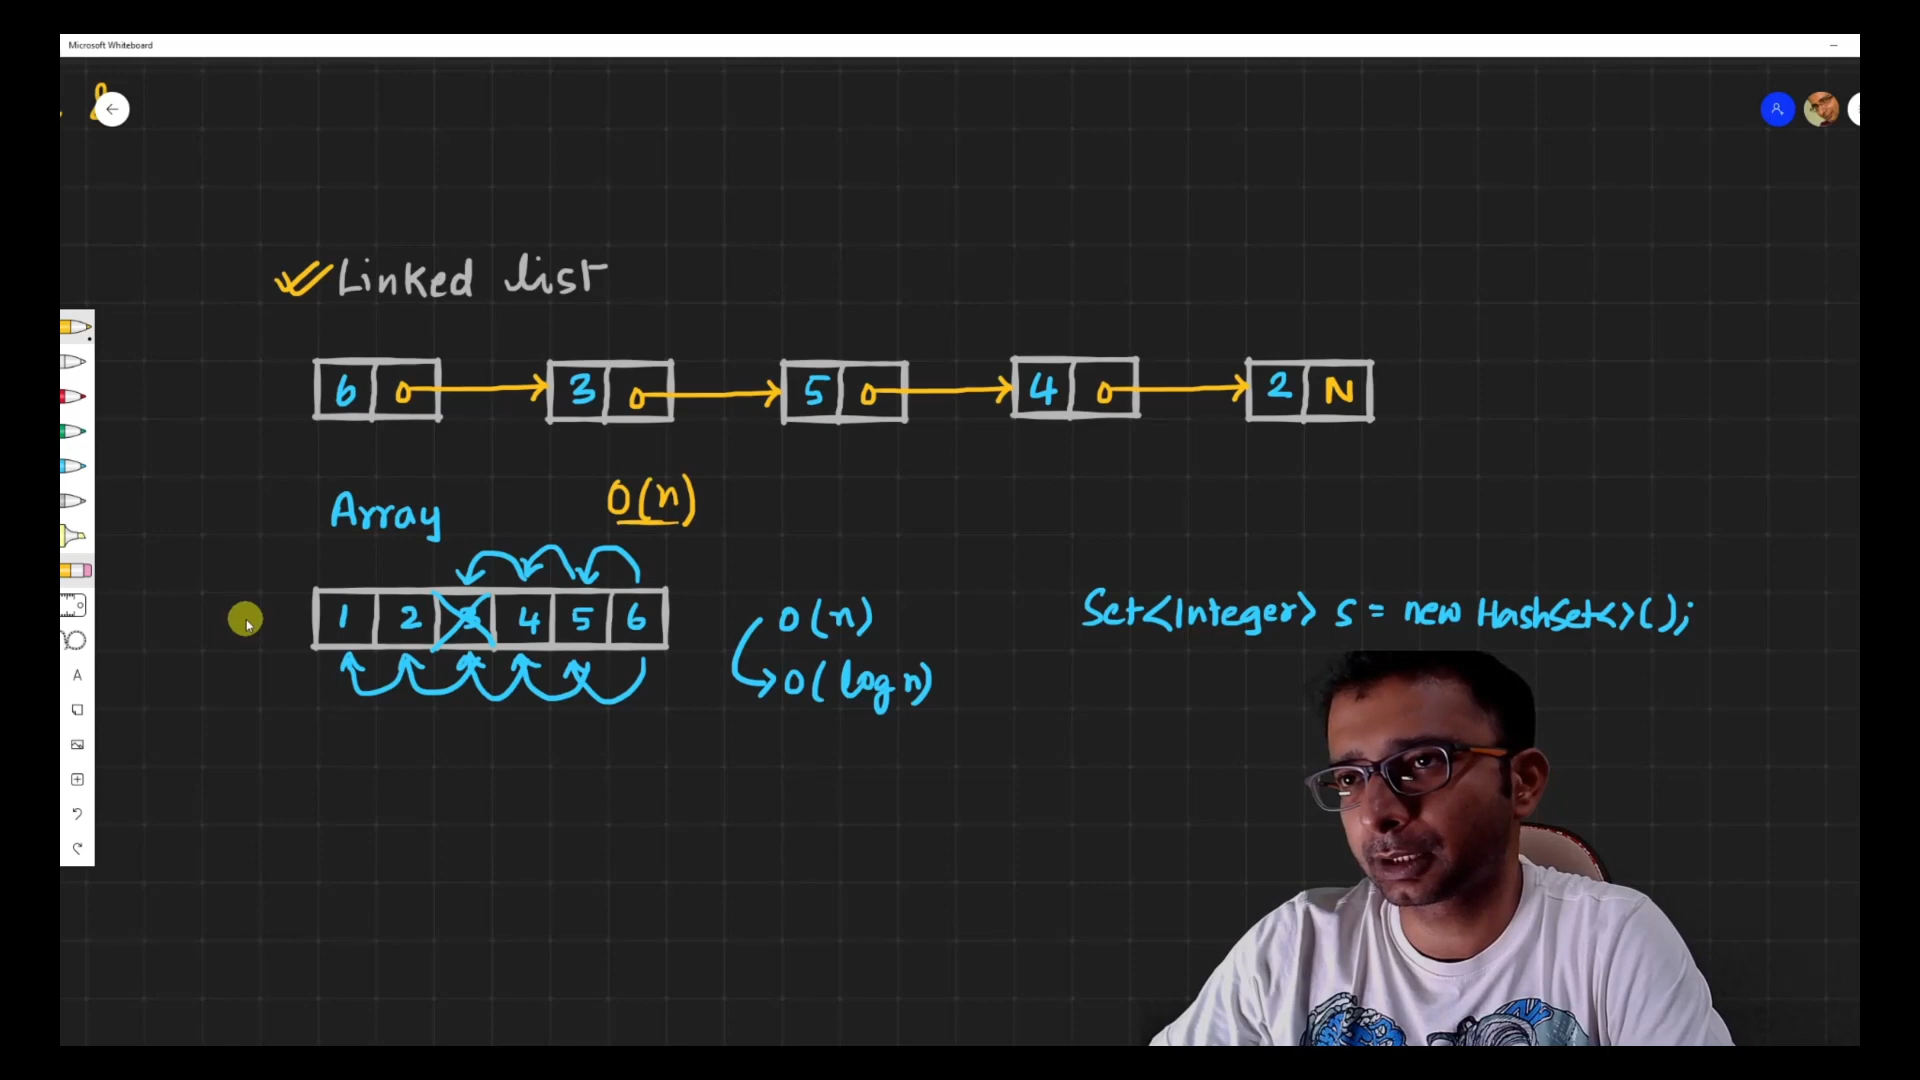 Microsoft Whiteboard
Linked list
6 3 5 4 2 N
Array
O(n)
1 2 3 4 5 6
O(n)
O(log n)
Set<Integer> s = new HashSet<>();
A